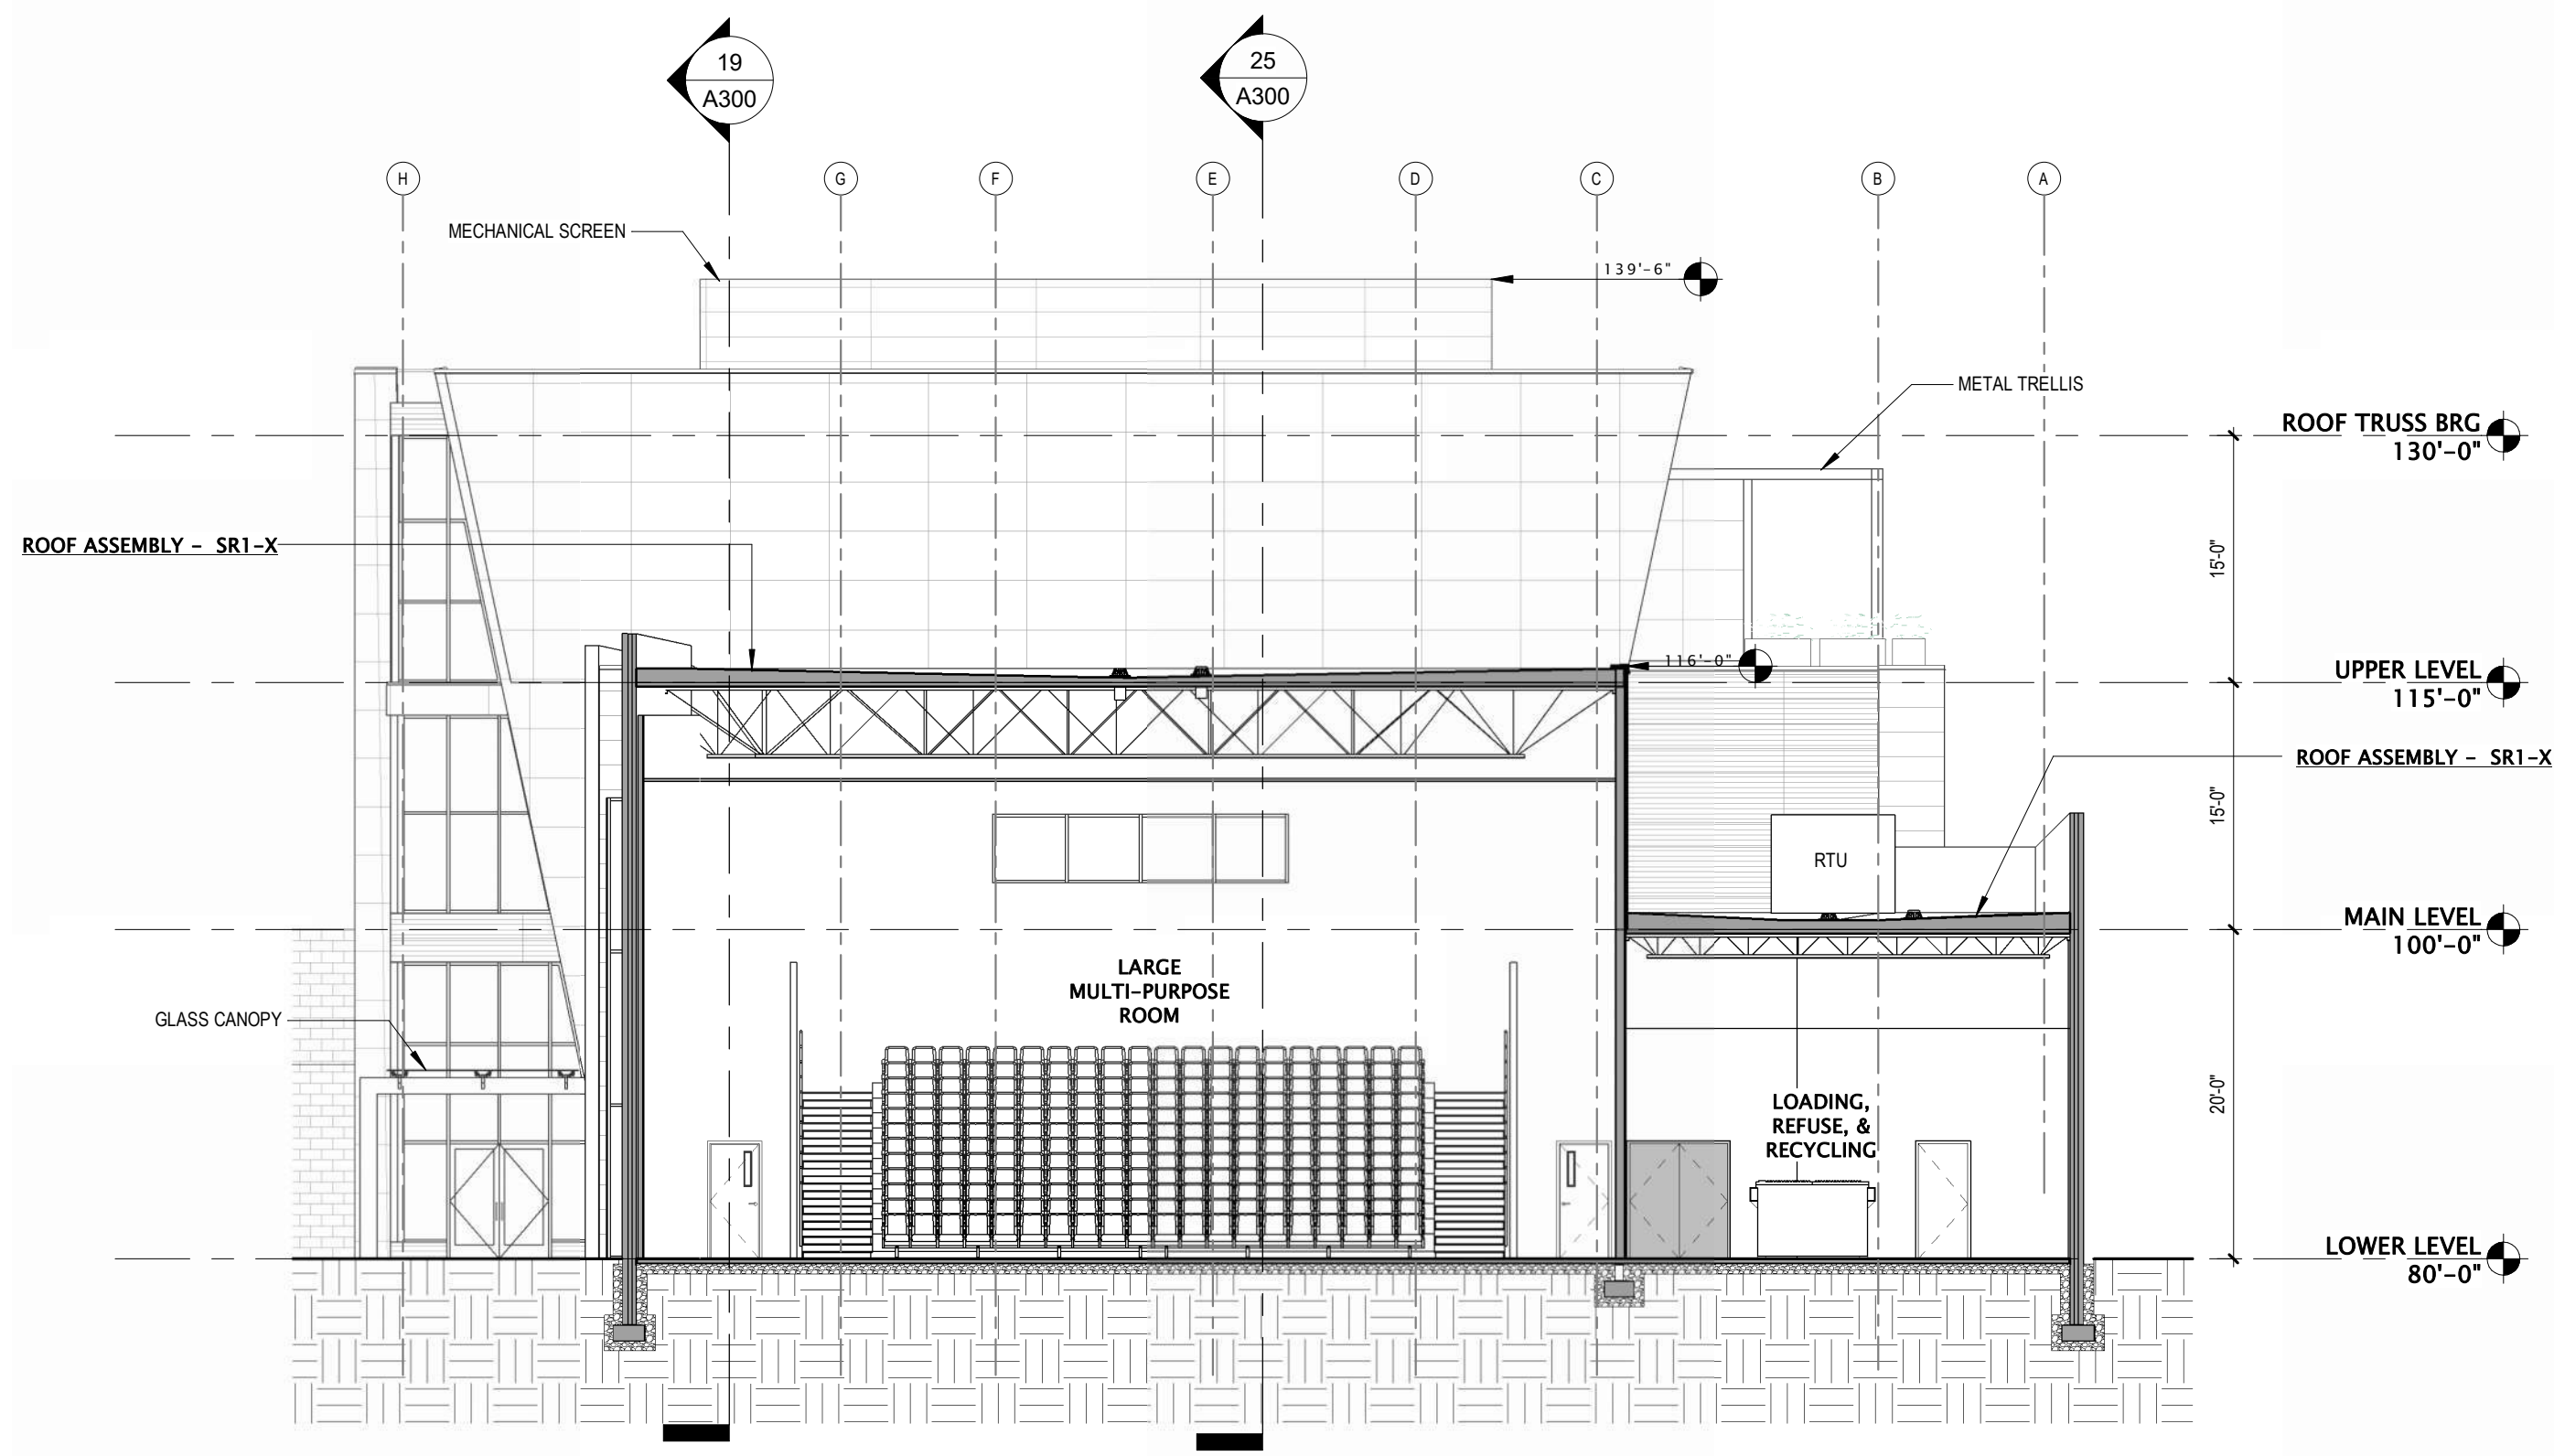 19
A300
25
A300
H
G
F
E
D
C
B
A
MECHANICAL SCREEN
139'-6"
METAL TRELLIS
ROOF TRUSS BRG
130'-0"
15'-0"
ROOF ASSEMBLY - SR1-X
116'-0"
UPPER LEVEL
115'-0"
ROOF ASSEMBLY - SR1-X
15'-0"
RTU
MAIN LEVEL
100'-0"
LARGE
MULTI-PURPOSE
ROOM
GLASS CANOPY
20'-0"
LOADING,
REFUSE, &
RECYCLING
LOWER LEVEL
80'-0"